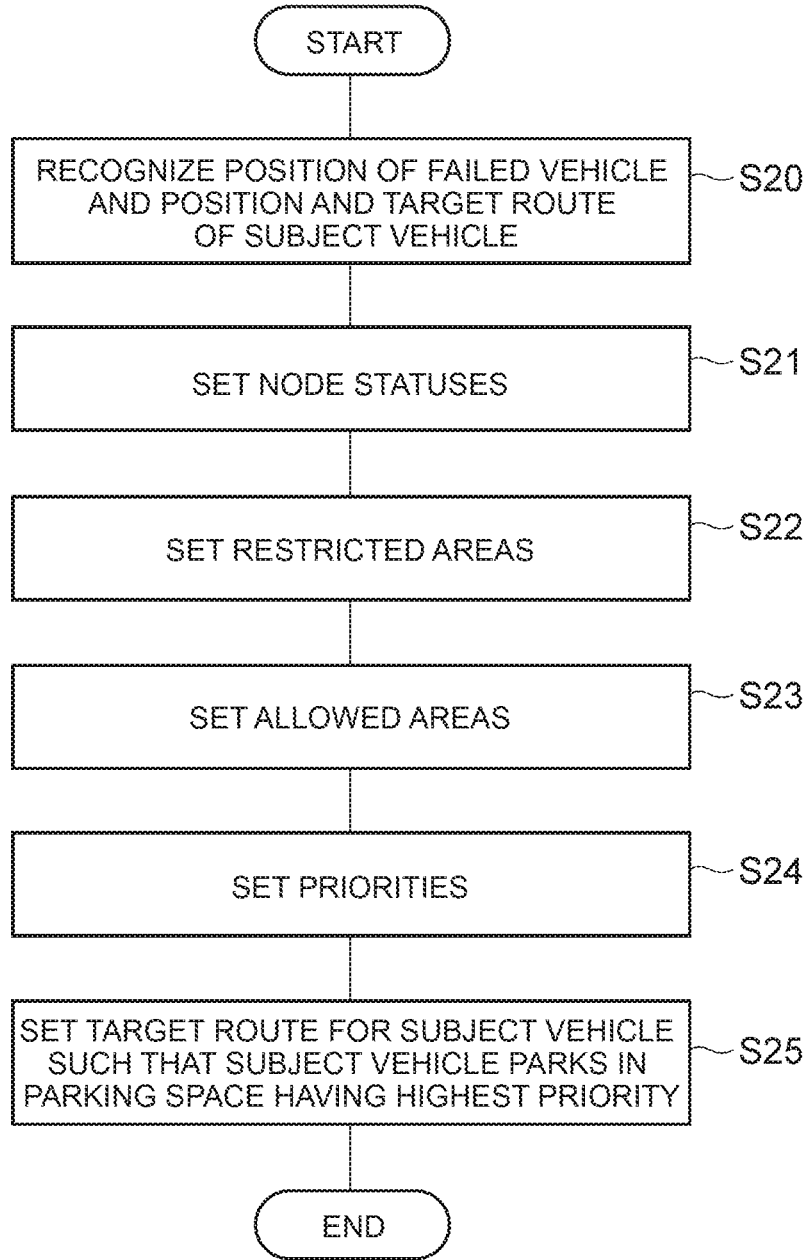 START
RECOGNIZE POSITION OF FAILED VEHICLE
AND POSITION AND TARGET ROUTE
OF SUBJECT VEHICLE
S20
SET NODE STATUSES
S21
SET RESTRICTED AREAS
S22
SET ALLOWED AREAS
S23
SET PRIORITIES
S24
SET TARGET ROUTE FOR SUBJECT VEHICLE
SUCH THAT SUBJECT VEHICLE PARKS IN
PARKING SPACE HAVING HIGHEST PRIORITY
S25
END